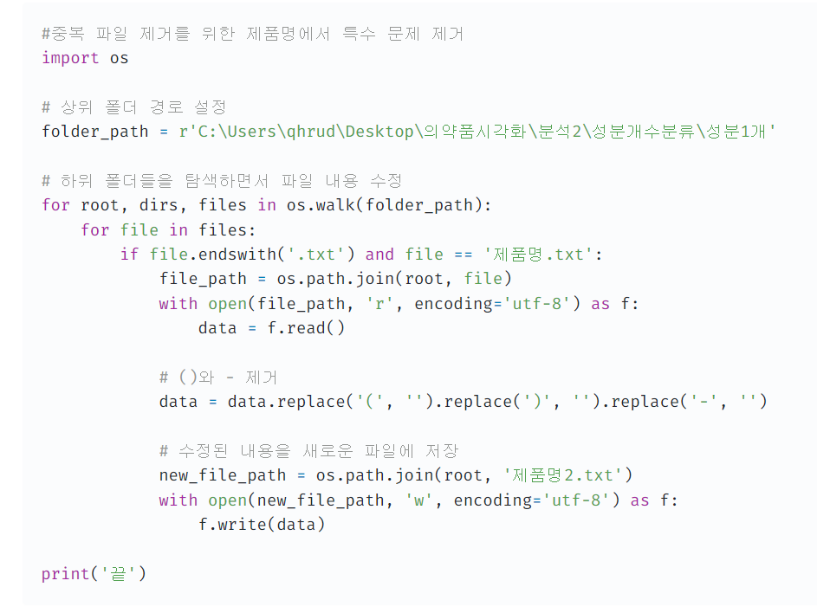 #중복 파일 제거를 위한 제품명에서 특수 문제 제거
import os
# 상위 폴더 경로 설정
folder_path = r'C:\Users\qhrud\Desktop\의약품시각화\분석2\성분개수분류\성분1개'
# 하위 폴더들을 탐색하면서 파일 내용 수정
for root, dirs, files in os.walk(folder_path):
    for file in files:
        if file.endswith('.txt') and file == '제품명.txt':
            file_path = os.path.join(root, file)
            with open(file_path, 'r', encoding='utf-8') as f:
                data = f.read()
            # ()와 - 제거
            data = data.replace('(', '').replace(')', '').replace('-', '')
            # 수정된 내용을 새로운 파일에 저장
            new_file_path = os.path.join(root, '제품명2.txt')
            with open(new_file_path, 'w', encoding='utf-8') as f:
                f.write(data)
print('끝')